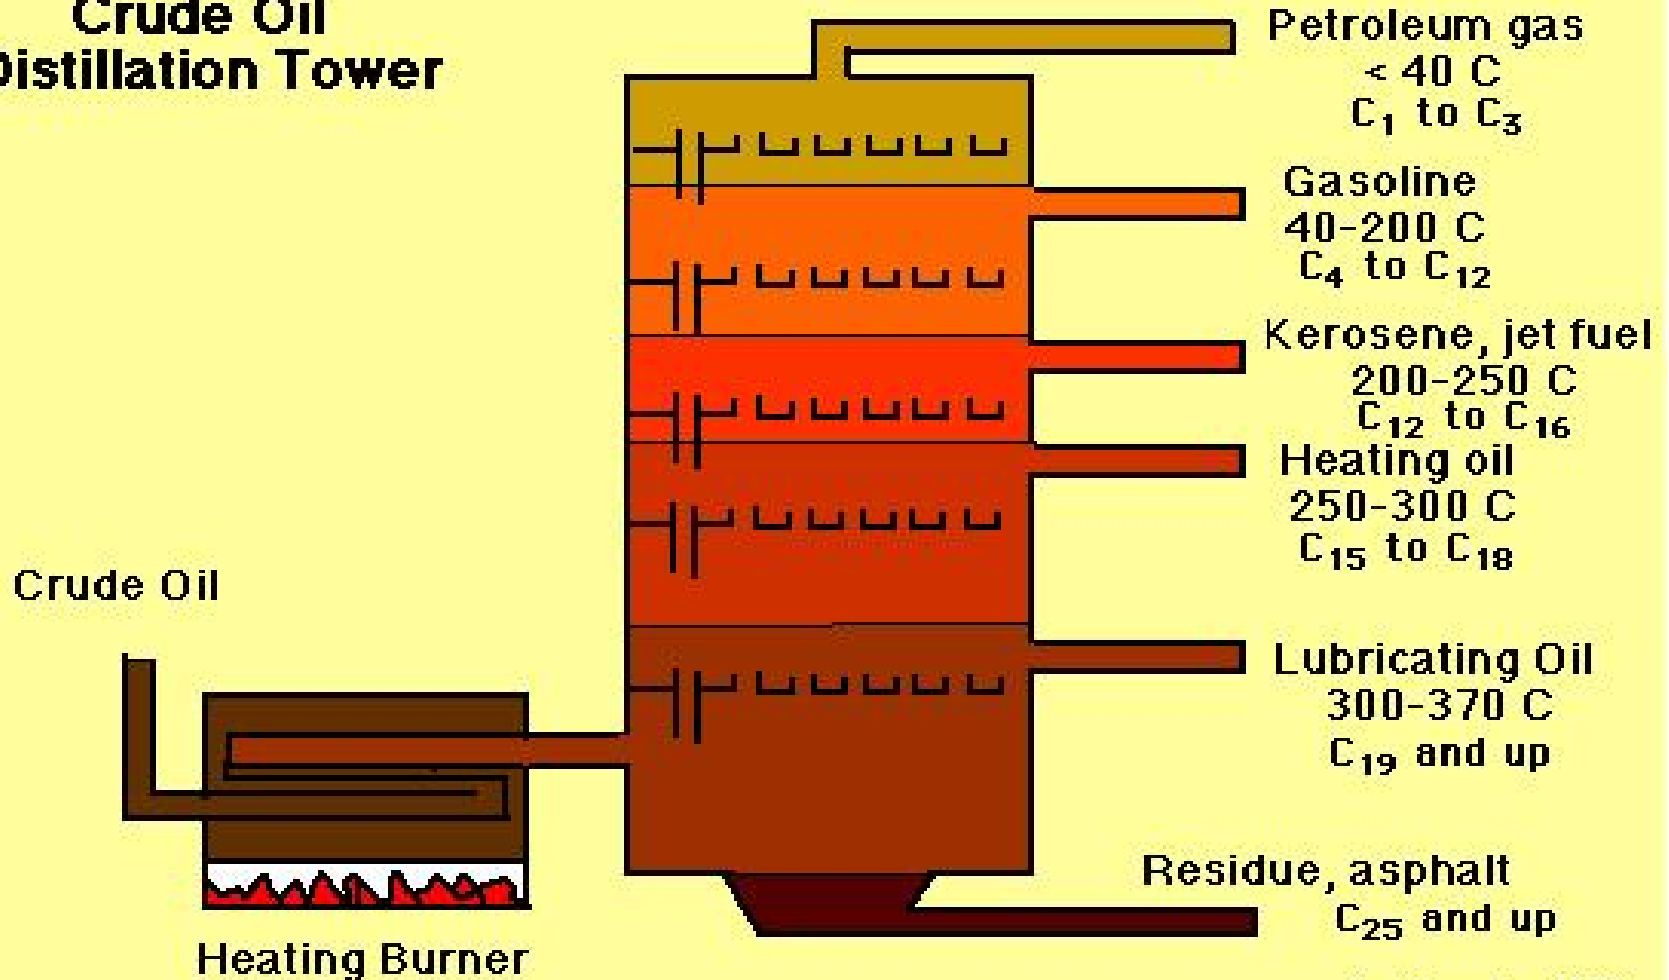 Crude Oil
Distillation Tower
Petroleum gas
< 40 C
C₁ to C₃
Gasoline
40-200 C
C₄ to C₁₂
Kerosene, jet fuel
200-250 C
C₁₂ to C₁₆
Heating oil
250-300 C
C₁₅ to C₁₈
Crude Oil
Lubricating Oil
300-370 C
C₁₉ and up
Residue, asphalt
C₂₅ and up
Heating Burner